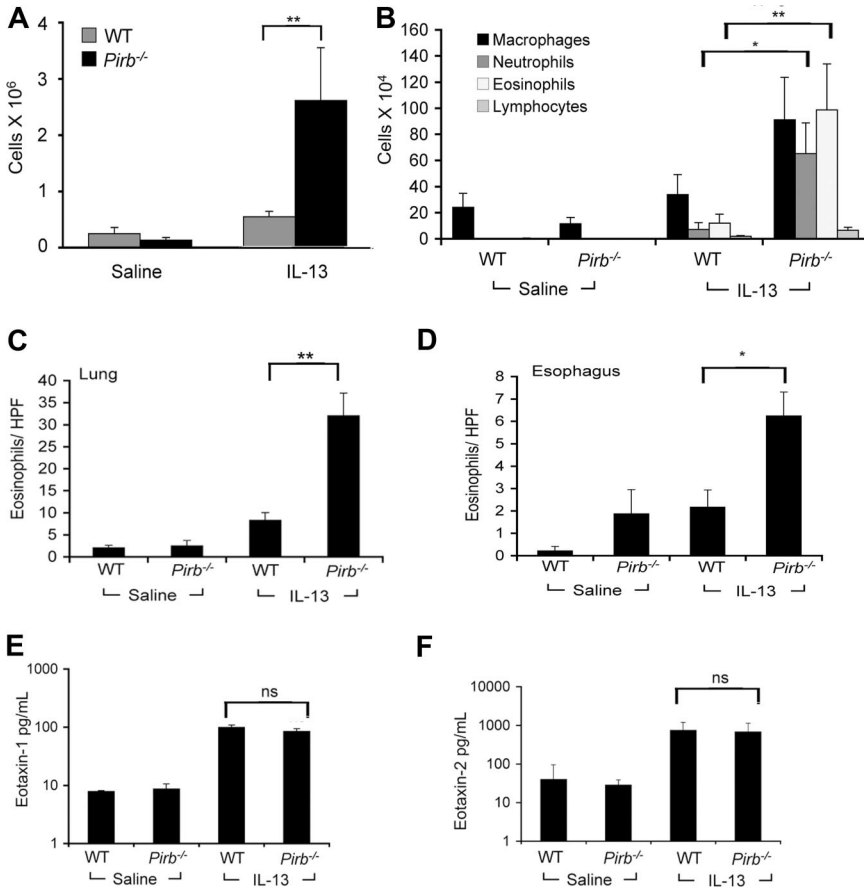 A
WT
Pirb-/-
**
Cells X 10⁶
4
3
2
1
0
Saline
IL-13
B
Macrophages
Neutrophils
Eosinophils
Lymphocytes
**
*
Cells X 10⁴
160
140
120
100
80
60
40
20
0
WT
Pirb-/-
WT
Pirb-/-
Saline
IL-13
C
Lung
**
Eosinophils/ HPF
40
35
30
25
20
15
10
5
0
WT
Pirb-/-
WT
Pirb-/-
Saline
IL-13
D
Esophagus
*
Eosinophils/ HPF
8
7
6
5
4
3
2
1
0
WT
Pirb-/-
WT
Pirb-/-
Saline
IL-13
E
ns
Eotaxin-1 pg/mL
1000
100
10
1
WT
Pirb-/-
WT
Pirb-/-
Saline
IL-13
F
ns
Eotaxin-2 pg/mL
10000
1000
100
10
1
WT
Pirb-/-
WT
Pirb-/-
Saline
IL-13